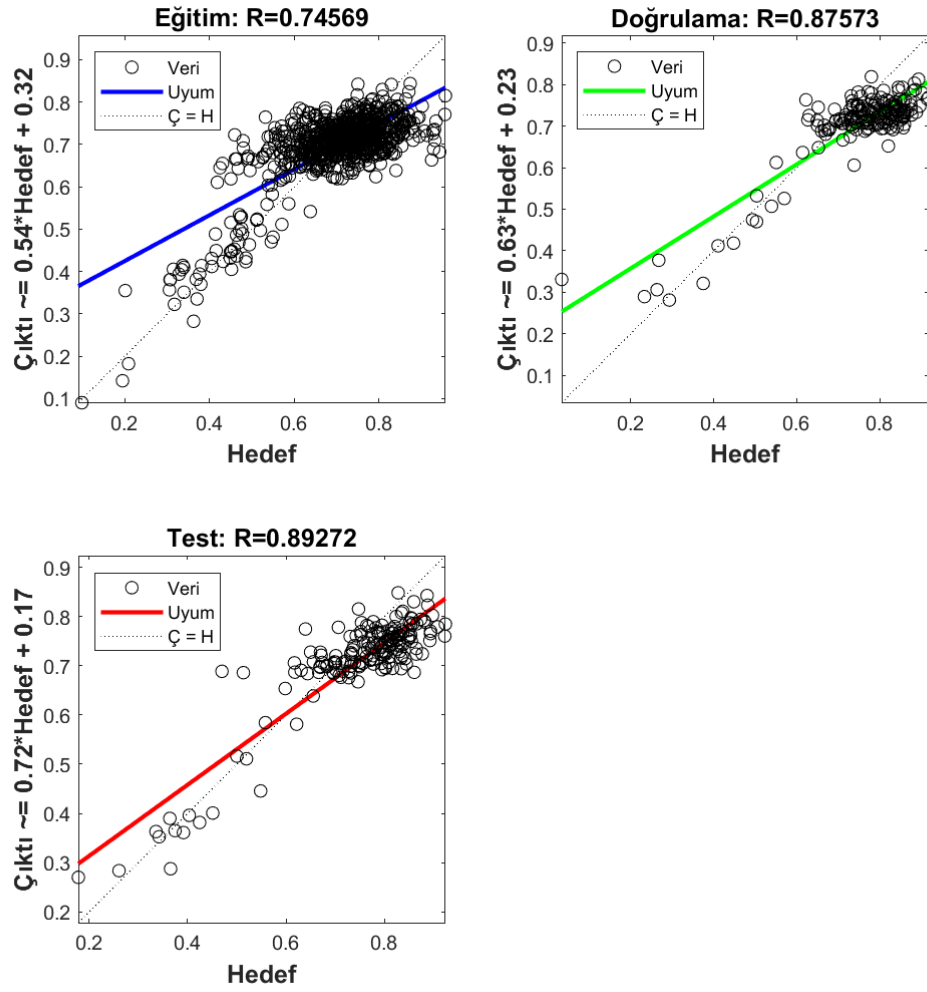 Eğitim: R=0.74569
Çıktı ~= 0.54*Hedef + 0.32
0.9
0.8
0.7
0.6
0.5
0.4
0.3
0.2
0.1
Veri
Uyum
Ç = H
0.2 0.4 0.6 0.8
Hedef
Doğrulama: R=0.87573
Çıktı ~= 0.63*Hedef + 0.23
0.9
0.8
0.7
0.6
0.5
0.4
0.3
0.2
0.1
Veri
Uyum
Ç = H
0.2 0.4 0.6 0.8
Hedef
Test: R=0.89272
Çıktı ~= 0.72*Hedef + 0.17
0.9
0.8
0.7
0.6
0.5
0.4
0.3
0.2
Veri
Uyum
Ç = H
0.2 0.4 0.6 0.8
Hedef